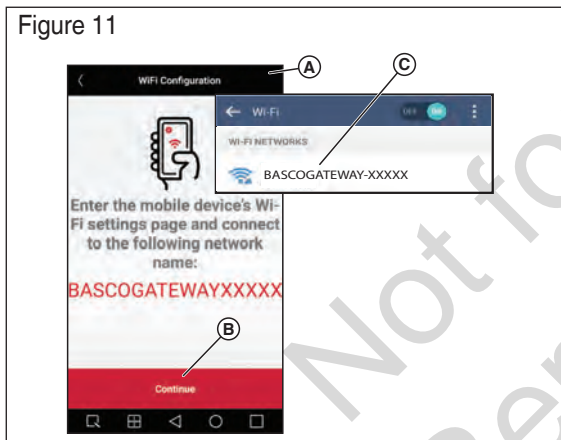 Figure 11
A
C
B
WiFi Configuration
Enter the mobile device's Wi-
Fi settings page and connect
to the following network
name:
BASCOGATEWAYXXXXX
Continue
Wi-Fi
OFF ON
WI-FI NETWORKS
BASCOGATEWAY-XXXXX
Not fo